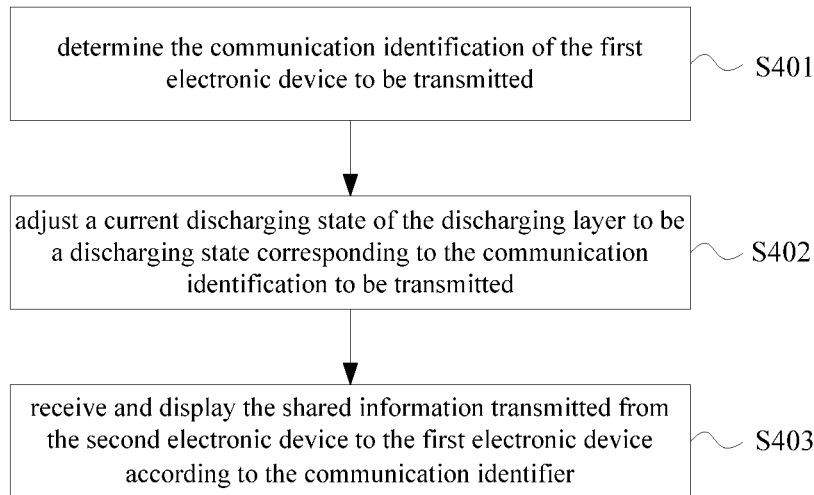 determine the communication identification of the first
electronic device to be transmitted
S401
adjust a current discharging state of the discharging layer to be
a discharging state corresponding to the communication
identification to be transmitted
S402
receive and display the shared information transmitted from
the second electronic device to the first electronic device
according to the communication identifier
S403